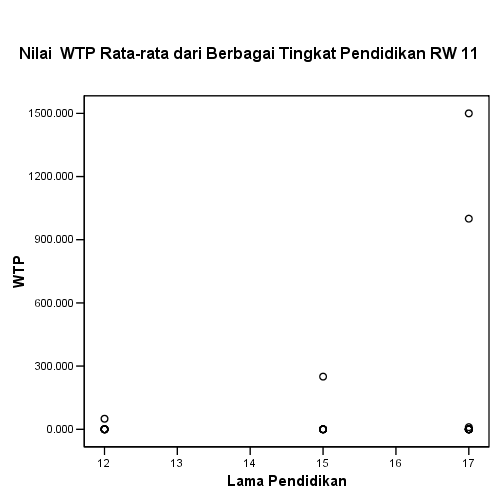 Nilai  WTP Rata-rata dari Berbagai Tingkat Pendidikan RW 11
1500.000
1200.000
900.000
600.000
300.000
0.000
WTP
12 13 14 15 16 17
Lama Pendidikan